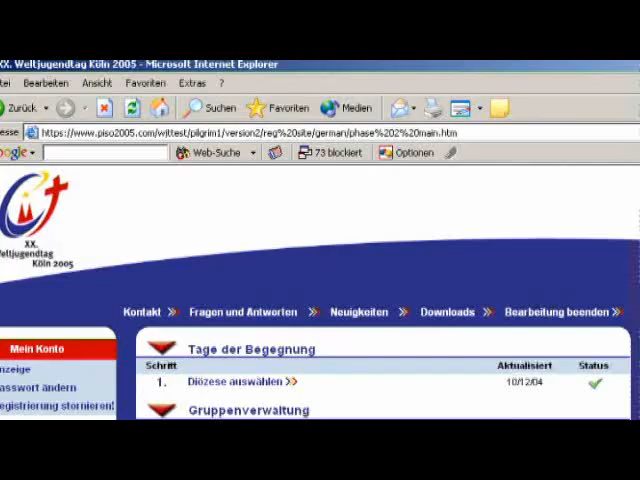 XX. Weltjugendtag Köln 2005 - Microsoft Internet Explorer
tei Bearbeiten Ansicht Favoriten Extras ?
Zurück Suchen Favoriten Medien
esse https://www.piso2005.com/wjttest/pilgrim1/version2/reg%20site/german/phase%202%20main.htm
oogle Web-Suche 73 blockiert Optionen
XX.
eltjugendtag
Köln 2005
Kontakt Fragen und Antworten Neuigkeiten Downloads Bearbeitung beenden
Mein Konto
nzeige
asswort ändern
egistrierung stornieren!
Tage der Begegnung
Schritt Aktualisiert Status
1. Diözese auswählen 10/12/04
Gruppenverwaltung